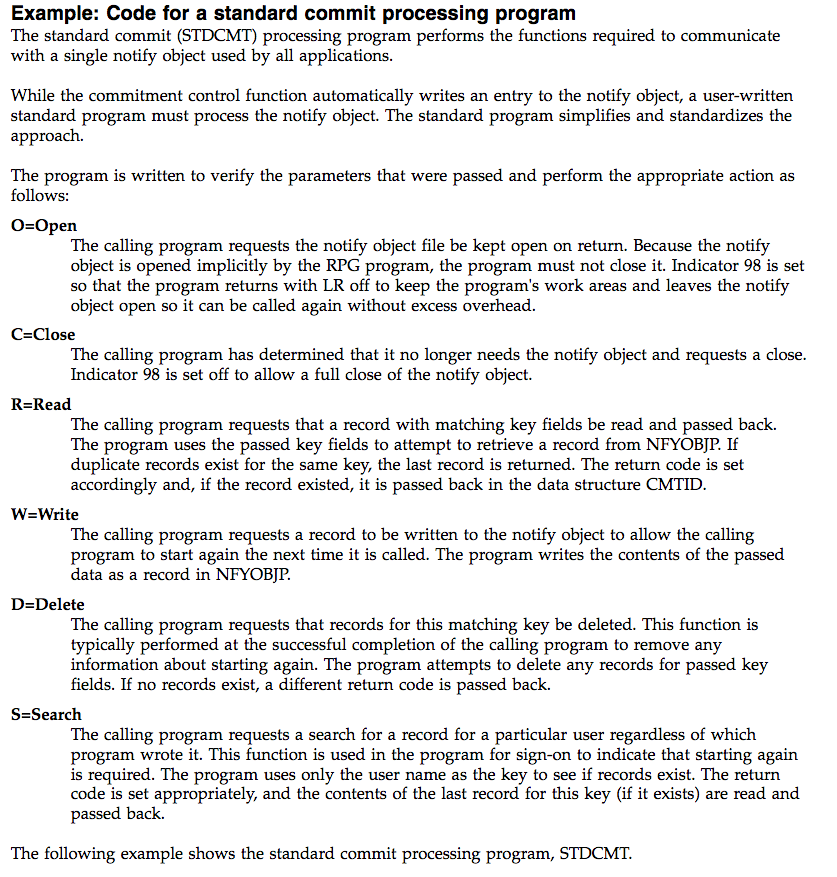 Example: Code for a standard commit processing program
The standard commit (STDCMT) processing program performs the functions required to communicate
with a single notify object used by all applications.
While the commitment control function automatically writes an entry to the notify object, a user-written
standard program must process the notify object. The standard program simplifies and standardizes the
approach.
The program is written to verify the parameters that were passed and perform the appropriate action as
follows:
O=Open
The calling program requests the notify object file be kept open on return. Because the notify
object is opened implicitly by the RPG program, the program must not close it. Indicator 98 is set
so that the program returns with LR off to keep the program's work areas and leaves the notify
object open so it can be called again without excess overhead.
C=Close
The calling program has determined that it no longer needs the notify object and requests a close.
Indicator 98 is set off to allow a full close of the notify object.
R=Read
The calling program requests that a record with matching key fields be read and passed back.
The program uses the passed key fields to attempt to retrieve a record from NFYOBJP. If
duplicate records exist for the same key, the last record is returned. The return code is set
accordingly and, if the record existed, it is passed back in the data structure CMTID.
W=Write
The calling program requests a record to be written to the notify object to allow the calling
program to start again the next time it is called. The program writes the contents of the passed
data as a record in NFYOBJP.
D=Delete
The calling program requests that records for this matching key be deleted. This function is
typically performed at the successful completion of the calling program to remove any
information about starting again. The program attempts to delete any records for passed key
fields. If no records exist, a different return code is passed back.
S=Search
The calling program requests a search for a record for a particular user regardless of which
program wrote it. This function is used in the program for sign-on to indicate that starting again
is required. The program uses only the user name as the key to see if records exist. The return
code is set appropriately, and the contents of the last record for this key (if it exists) are read and
passed back.
The following example shows the standard commit processing program, STDCMT.